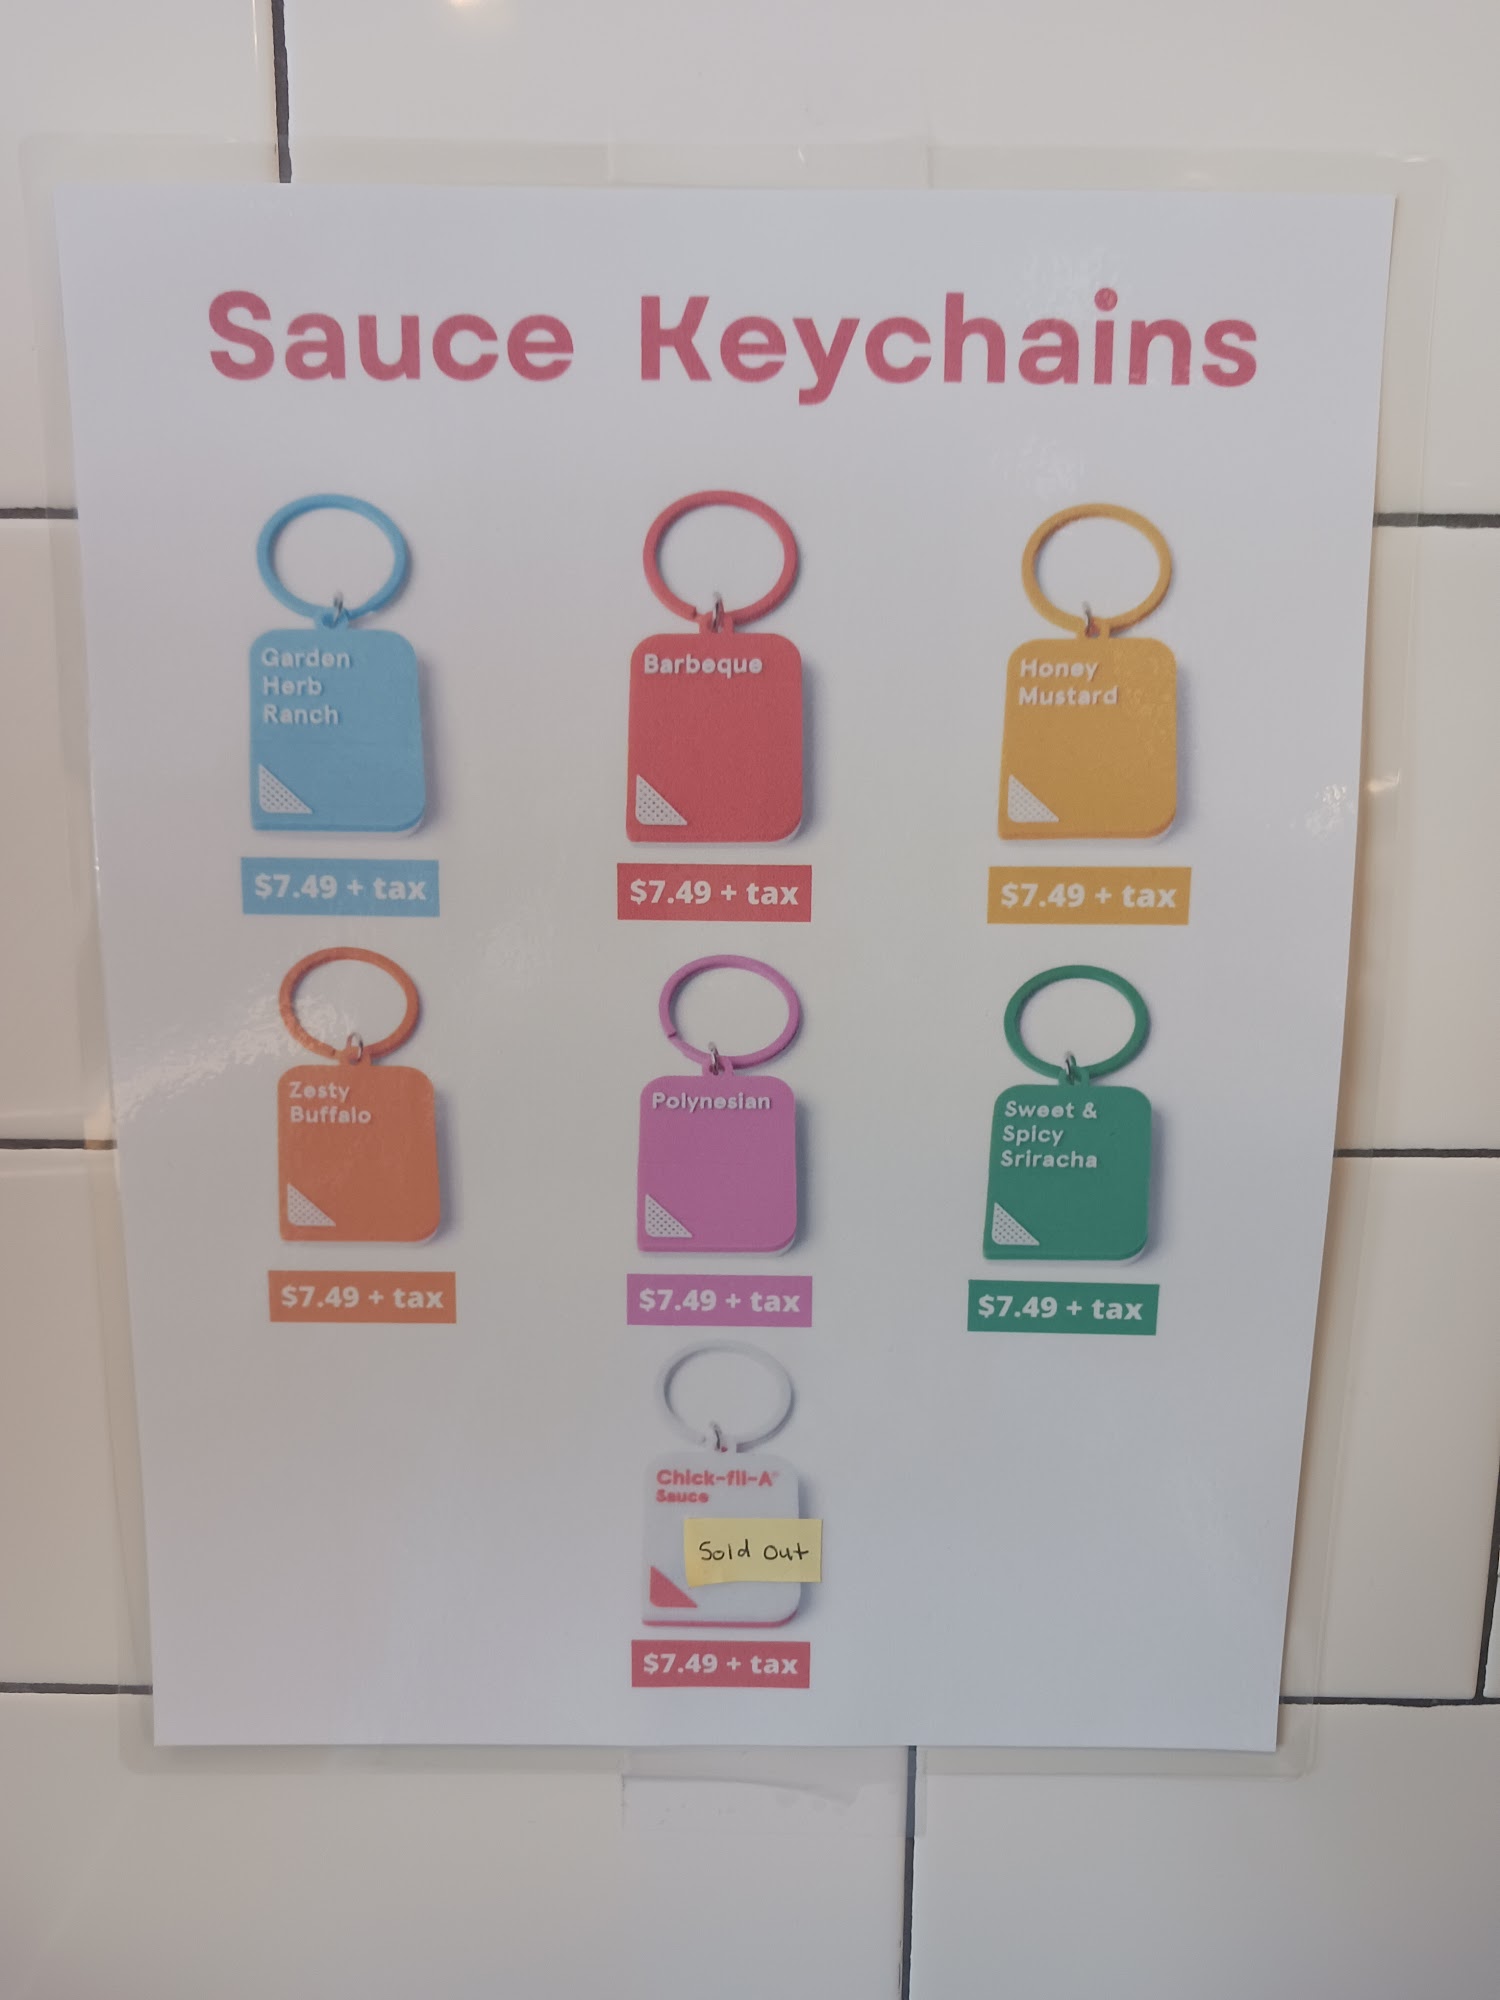 Sauce Keychains
Garden
Herb
Ranch
Barbeque
Honey
Mustard
$7.49 + tax
$7.49 + tax
$7.49 + tax
Zesty
Buffalo
Polynesian
Sweet &
Spicy
Sriracha
$7.49 + tax
$7.49 + tax
$7.49 + tax
Chick-fil-A®
Sauce
Sold Out
$7.49 + tax